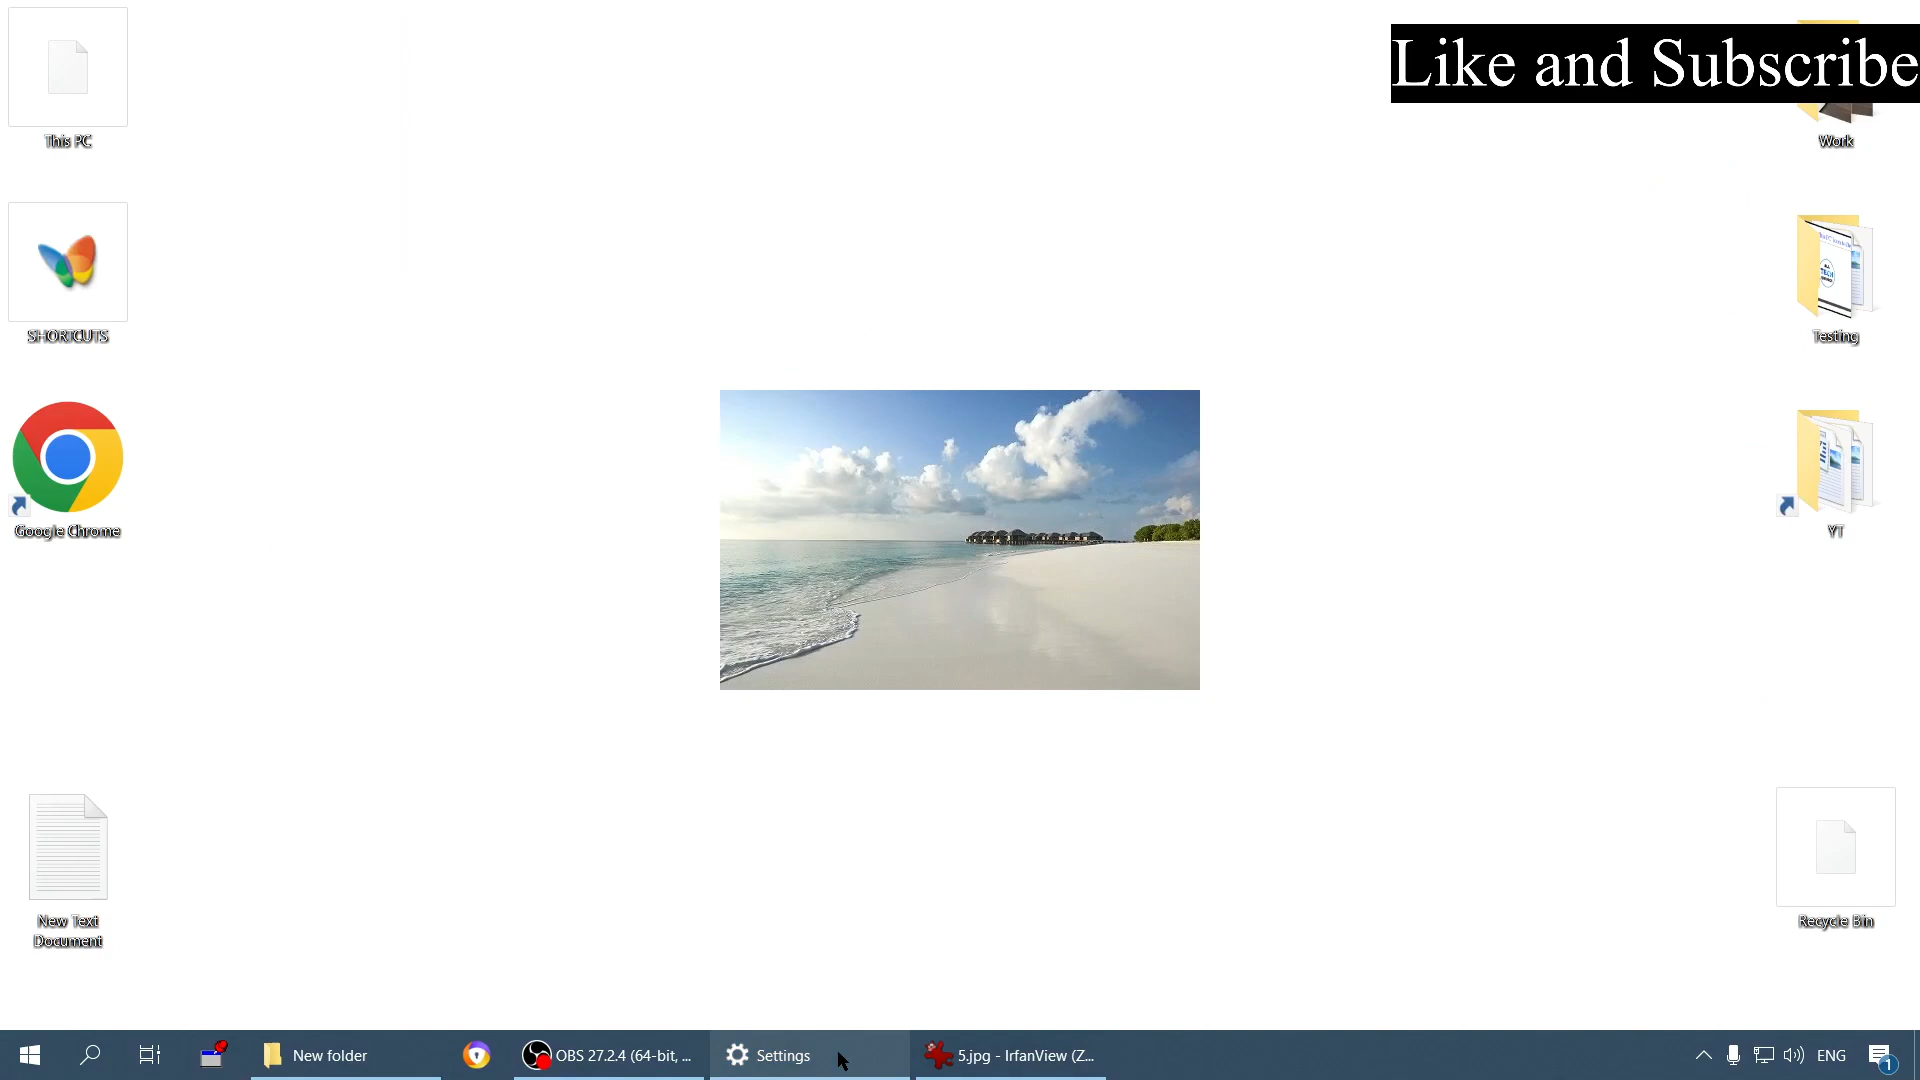 Like and Subscribe
This PC
Work
SHORTCUTS
Testing
Google Chrome
YT
New Text
Document
Recycle Bin
New folder
OBS 27.2.4 (64-bit, ...
Settings
5.jpg - IrfanView (Z...
ENG
1